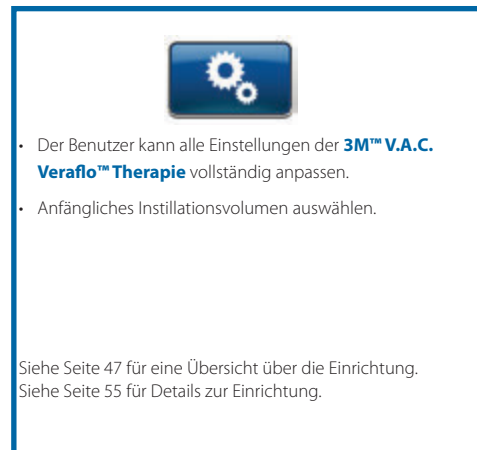 • Der Benutzer kann alle Einstellungen der 3M™ V.A.C.
Veraflo™ Therapie vollständig anpassen.
• Anfängliches Instillationsvolumen auswählen.
Siehe Seite 47 für eine Übersicht über die Einrichtung.
Siehe Seite 55 für Details zur Einrichtung.